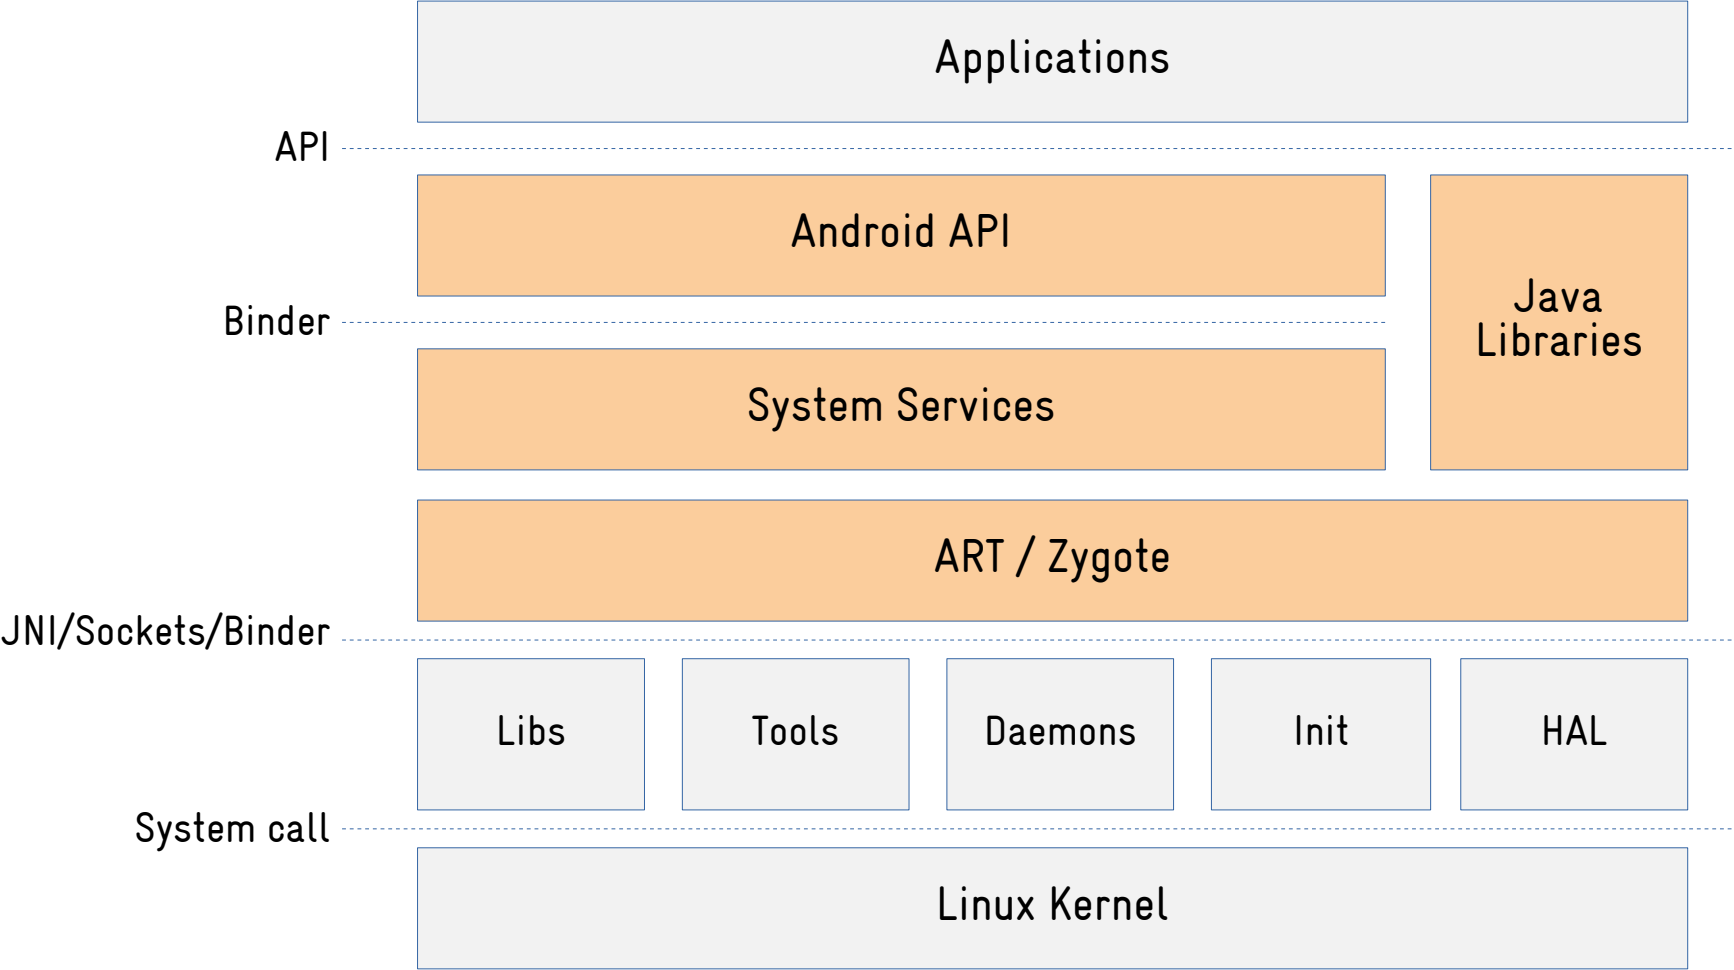 Applications
API
Android API
Java
Libraries
Binder
System Services
ART / Zygote
JNI/Sockets/Binder
Libs
Tools
Daemons
Init
HAL
System call
Linux Kernel